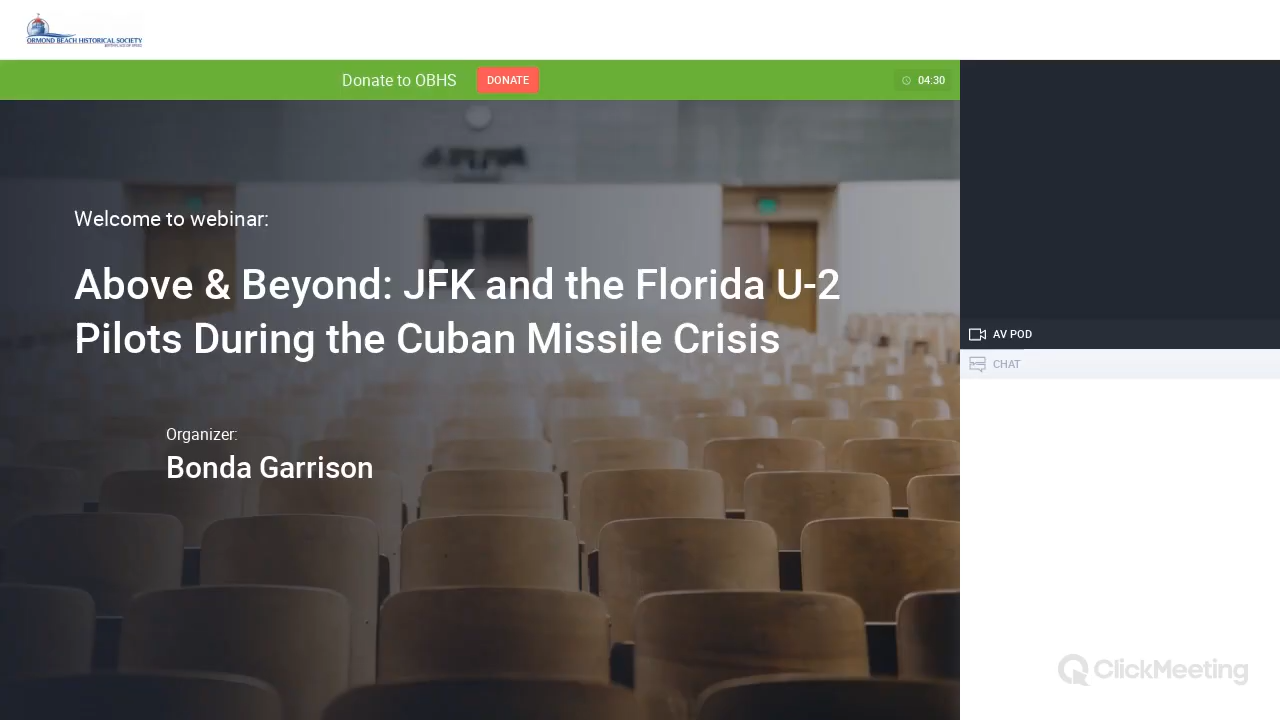 ORMOND BEACH HISTORICAL SOCIETY
Donate to OBHS
DONATE
04:30
Welcome to webinar:
Above & Beyond: JFK and the Florida U-2
Pilots During the Cuban Missile Crisis
Organizer:
Bonda Garrison
AV POD
CHAT
ClickMeeting